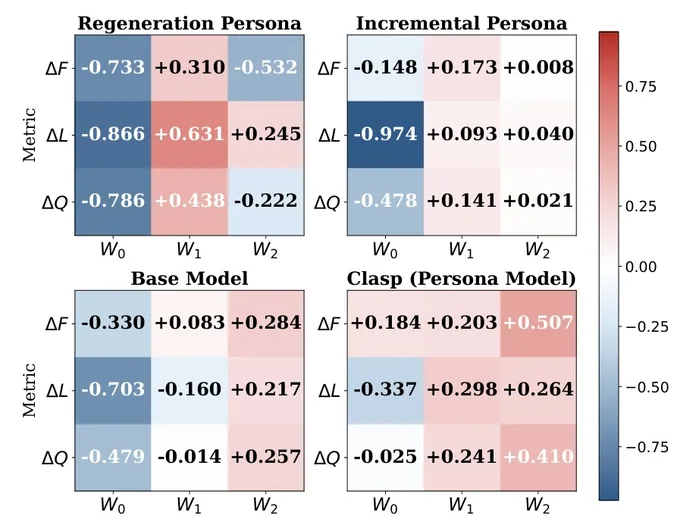 Regeneration Persona
Incremental Persona
Metric
ΔF -0.733 +0.310 -0.532
ΔL -0.866 +0.631 +0.245
ΔQ -0.786 +0.438 -0.222
W₀ W₁ W₂
ΔF -0.148 +0.173 +0.008
ΔL -0.974 +0.093 +0.040
ΔQ -0.478 +0.141 +0.021
W₀ W₁ W₂
Base Model
Clasp (Persona Model)
Metric
ΔF -0.330 +0.083 +0.284
ΔL -0.703 -0.160 +0.217
ΔQ -0.479 -0.014 +0.257
W₀ W₁ W₂
ΔF +0.184 +0.203 +0.507
ΔL -0.337 +0.298 +0.264
ΔQ -0.025 +0.241 +0.410
W₀ W₁ W₂
0.75
0.50
0.25
0.00
−0.25
−0.50
−0.75